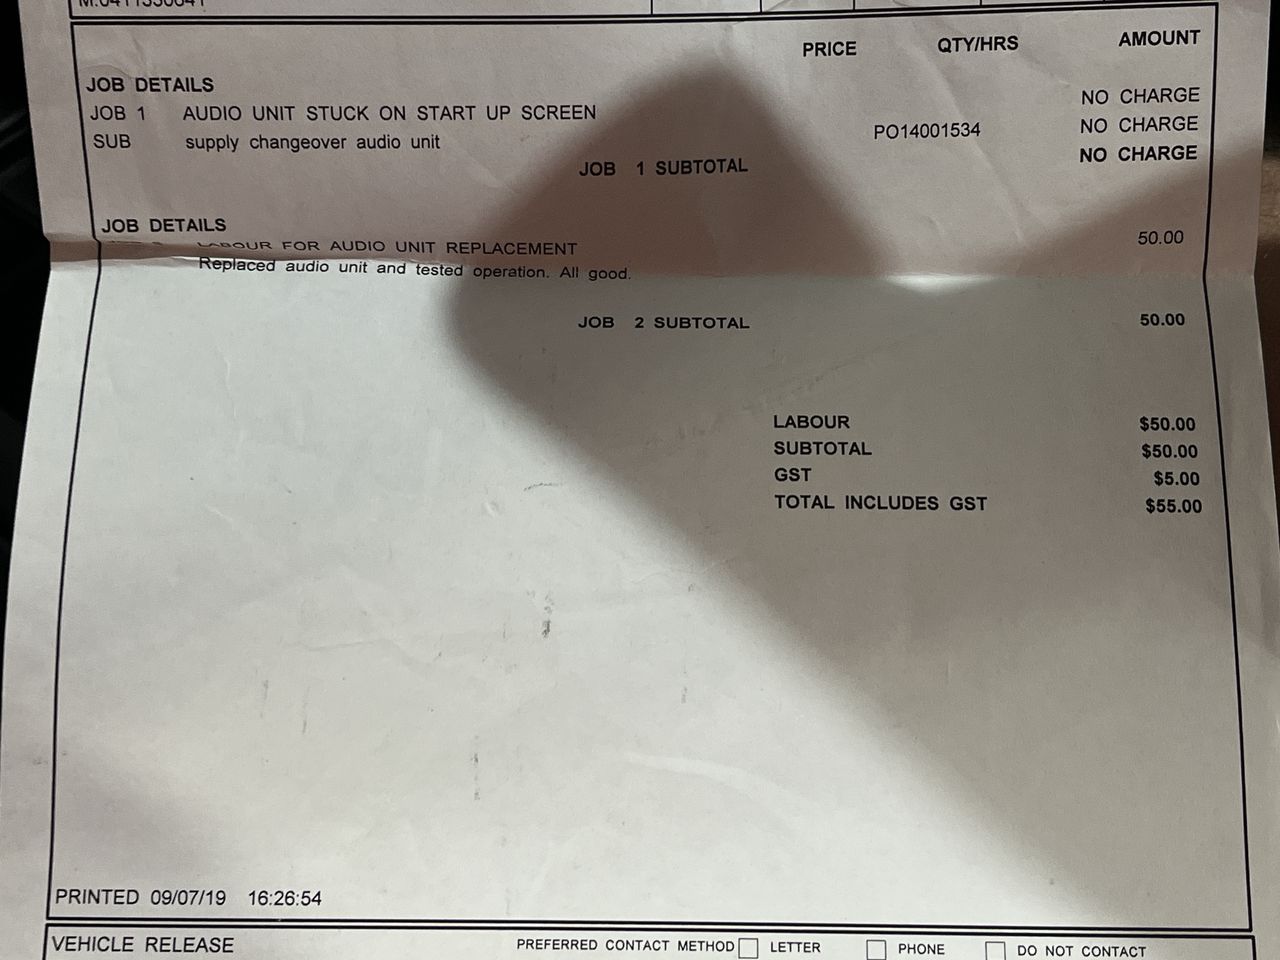 PRICE QTY/HRS AMOUNT
JOB DETAILS
JOB 1 AUDIO UNIT STUCK ON START UP SCREEN NO CHARGE
SUB supply changeover audio unit PO14001534 NO CHARGE
JOB 1 SUBTOTAL NO CHARGE
JOB DETAILS
LABOUR FOR AUDIO UNIT REPLACEMENT 50.00
Replaced audio unit and tested operation. All good.
JOB 2 SUBTOTAL 50.00
LABOUR $50.00
SUBTOTAL $50.00
GST $5.00
TOTAL INCLUDES GST $55.00
PRINTED 09/07/19 16:26:54
VEHICLE RELEASE PREFERRED CONTACT METHOD LETTER PHONE DO NOT CONTACT